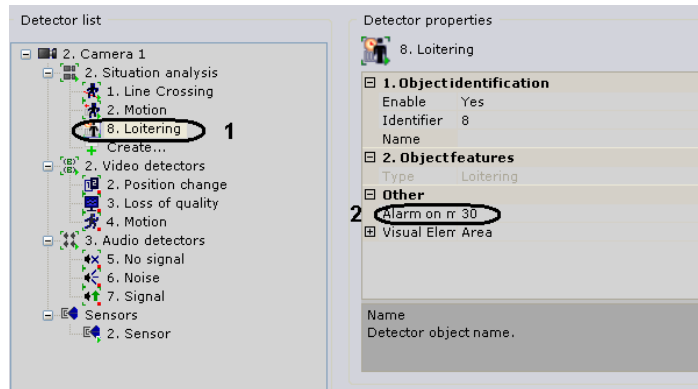 Detector list
2. Camera 1
2. Situation analysis
1. Line Crossing
2. Motion
8. Loitering
1
Create...
2. Video detectors
2. Position change
3. Loss of quality
4. Motion
3. Audio detectors
5. No signal
6. Noise
7. Signal
Sensors
2. Sensor
Detector properties
8. Loitering
1. Object identification
Enable Yes
Identifier 8
Name
2. Object features
Type Loitering
Other
2 Alarm on r 30
Visual Elem Area
Name
Detector object name.